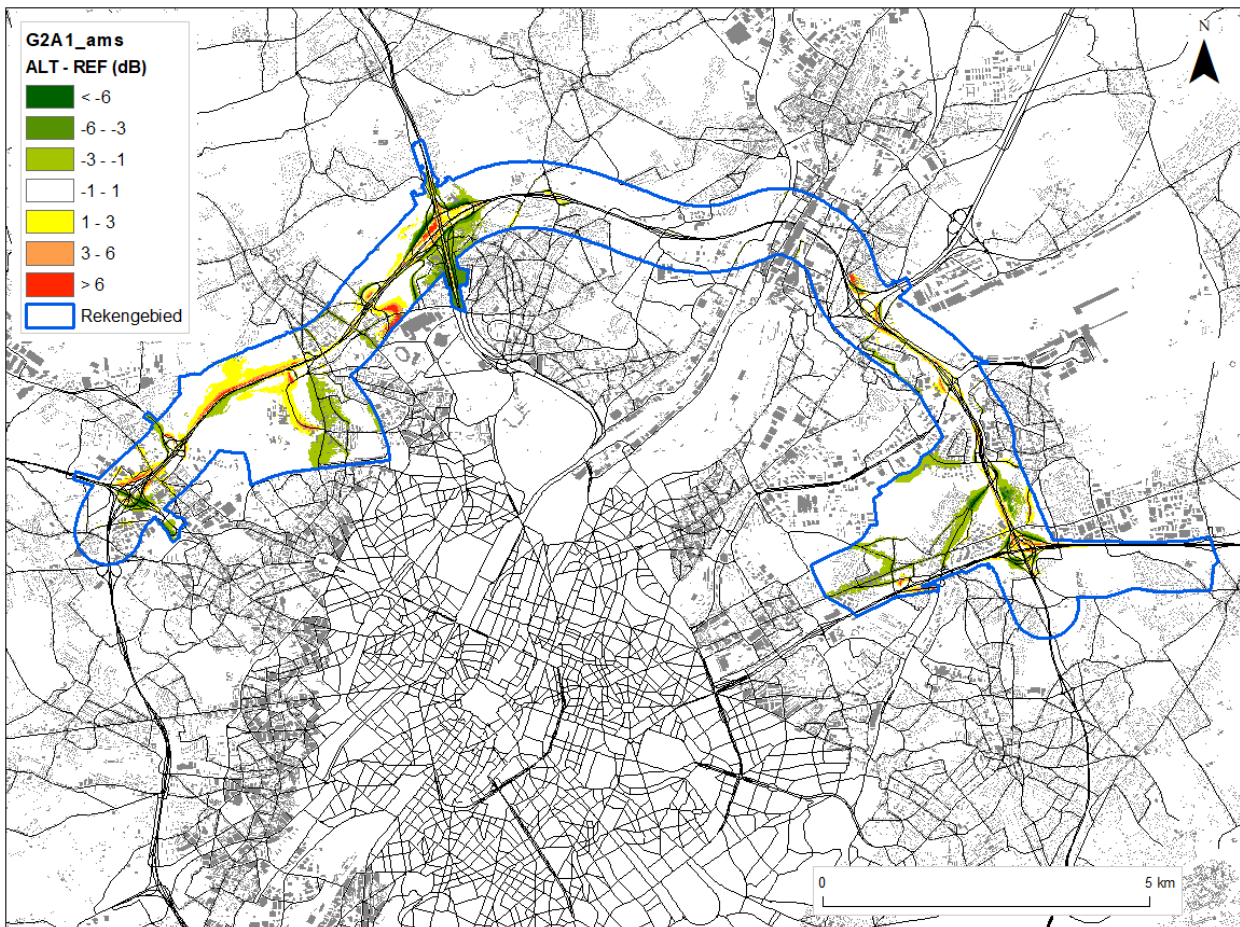 G2A1_ams
ALT - REF (dB)
< -6
-6 - -3
-3 - -1
-1 - 1
1 - 3
3 - 6
> 6
Rekengebied
N
0 5 km